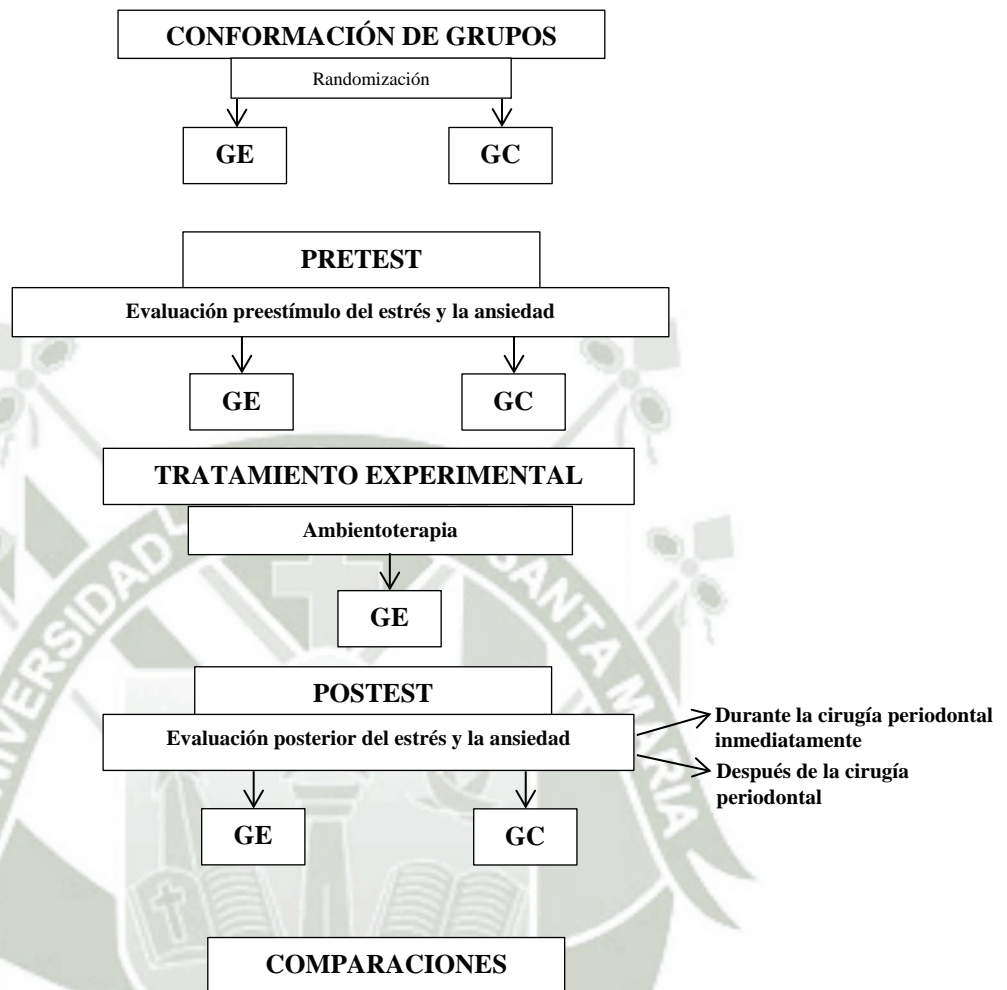 CONFORMACIÓN DE GRUPOS
Randomización
GE
GC
PRETEST
Evaluación preestímulo del estrés y la ansiedad
GE
GC
TRATAMIENTO EXPERIMENTAL
Ambientoterapia
GE
POSTEST
Evaluación posterior del estrés y la ansiedad
Durante la cirugía periodontal
inmediatamente
Después de la cirugía
periodontal
GE
GC
COMPARACIONES
SANTA MARIA